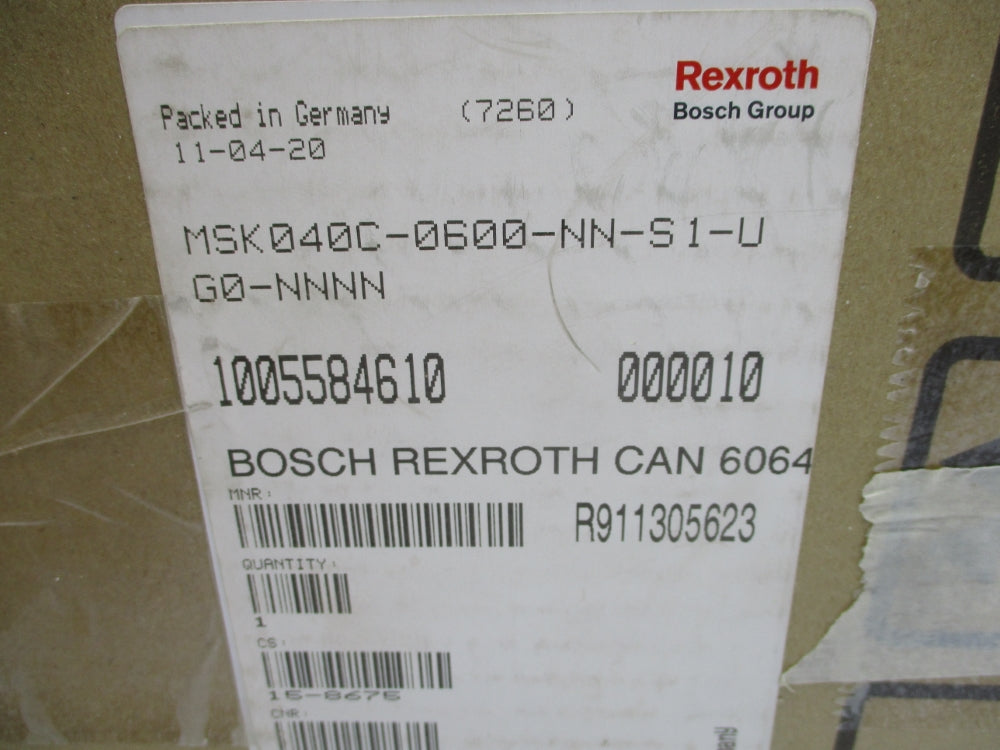 Rexroth
Bosch Group
Packed in Germany (7260)
11-04-20
MSK040C-0600-NN-S1-U
G0-NNNN
1005584610 000010
BOSCH REXROTH CAN 6064
MNR:
R911305623
QUANTITY:
1
CS:
15-8675
CNR: